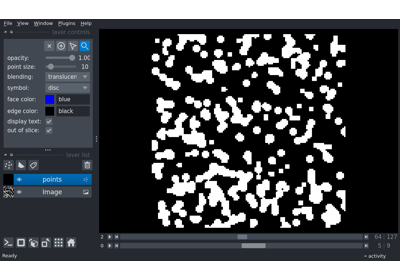 File View Window Plugins Help
layer controls
opacity: 1.00
point size: 10
blending: translucen
symbol: disc
face color: blue
edge color: black
display text:
out of slice:
layer list
points
Image
2 64 127
0 5 9
Ready activity